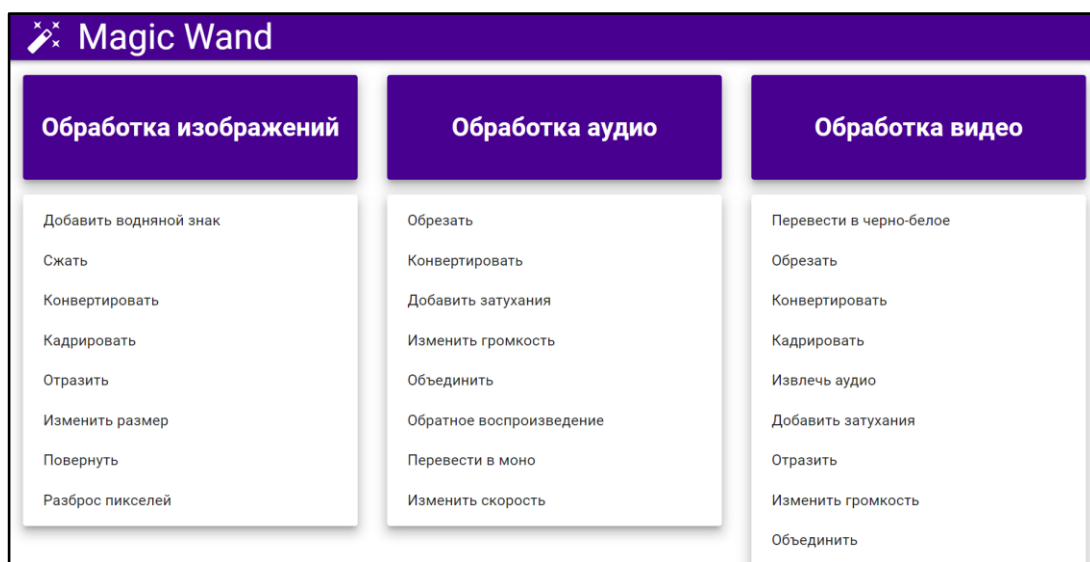 Magic Wand
Обработка изображений
Добавить водняной знак
Сжать
Конвертировать
Кадрировать
Отразить
Изменить размер
Повернуть
Разброс пикселей
Обработка аудио
Обрезать
Конвертировать
Добавить затухания
Изменить громкость
Объединить
Обратное воспроизведение
Перевести в моно
Изменить скорость
Обработка видео
Перевести в черно-белое
Обрезать
Конвертировать
Кадрировать
Извлечь аудио
Добавить затухания
Отразить
Изменить громкость
Объединить